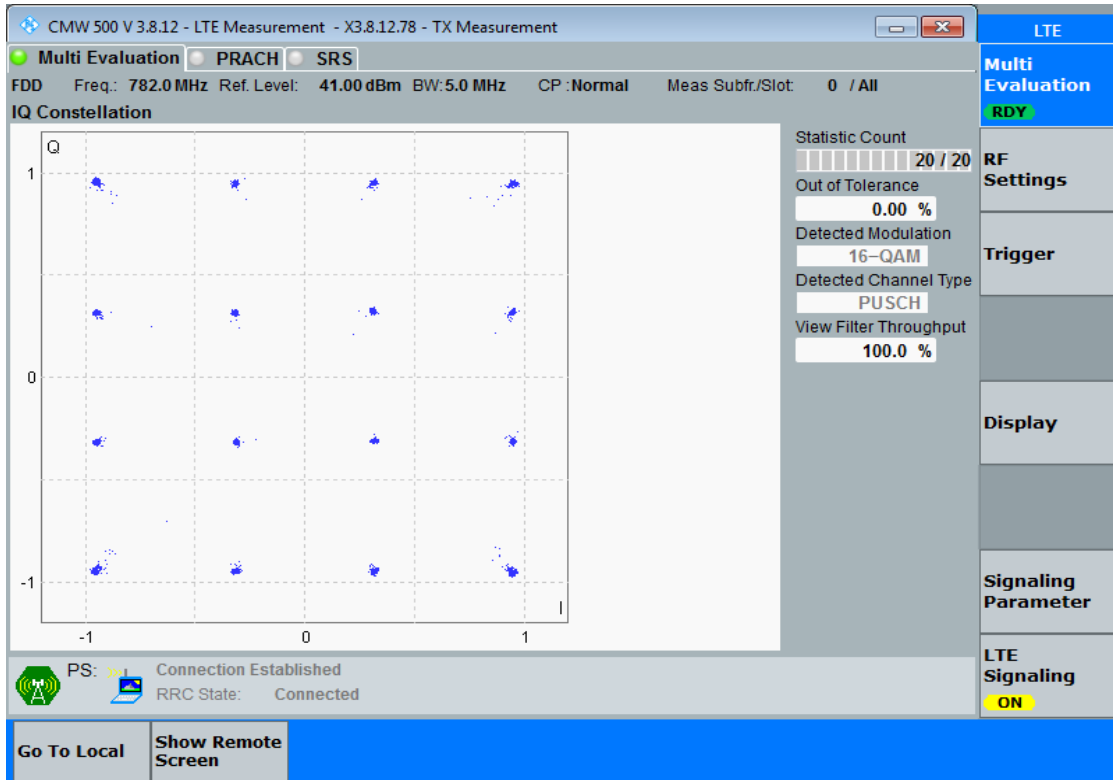 CMW 500 V 3.8.12 - LTE Measurement - X3.8.12.78 - TX Measurement
LTE
Multi Evaluation PRACH SRS
Multi
Evaluation
RDY
FDD Freq.: 782.0 MHz Ref. Level: 41.00 dBm BW: 5.0 MHz CP : Normal Meas Subfr./Slot: 0 / All
IQ Constellation
Q
1
0
-1
-1 0 1
I
Statistic Count
20 / 20
Out of Tolerance
0.00 %
Detected Modulation
16-QAM
Detected Channel Type
PUSCH
View Filter Throughput
100.0 %
RF
Settings
Trigger
Display
Signaling
Parameter
LTE
Signaling
ON
PS: Connection Established
RRC State: Connected
Go To Local
Show Remote
Screen